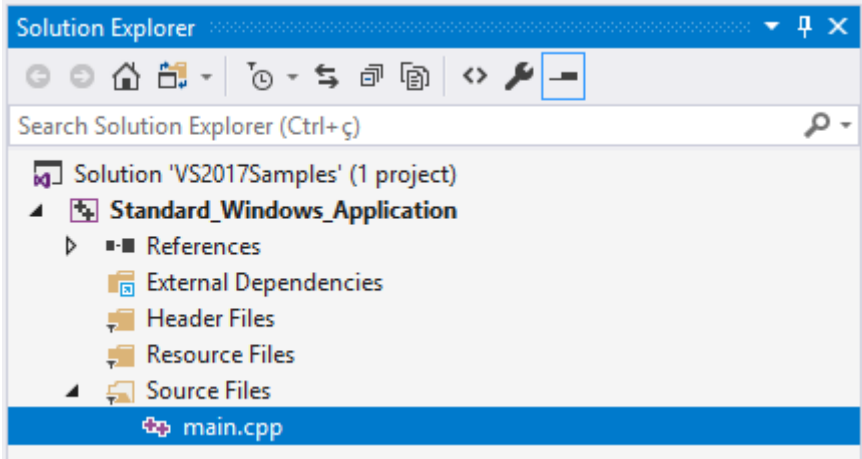 Solution Explorer
Search Solution Explorer (Ctrl+ç)
Solution 'VS2017Samples' (1 project)
Standard_Windows_Application
References
External Dependencies
Header Files
Resource Files
Source Files
main.cpp